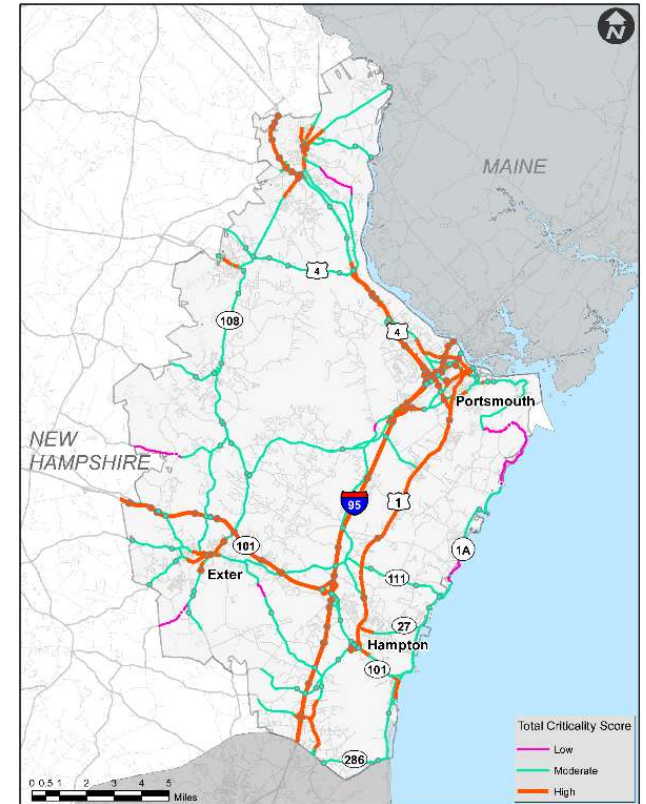 N
MAINE
4
108
4
Portsmouth
NEW
HAMPSHIRE
95
1
101
1A
Exter
111
27
Hampton
101
286
Total Criticality Score
Low
Moderate
High
0 0.5 1 2 3 4 5
Miles